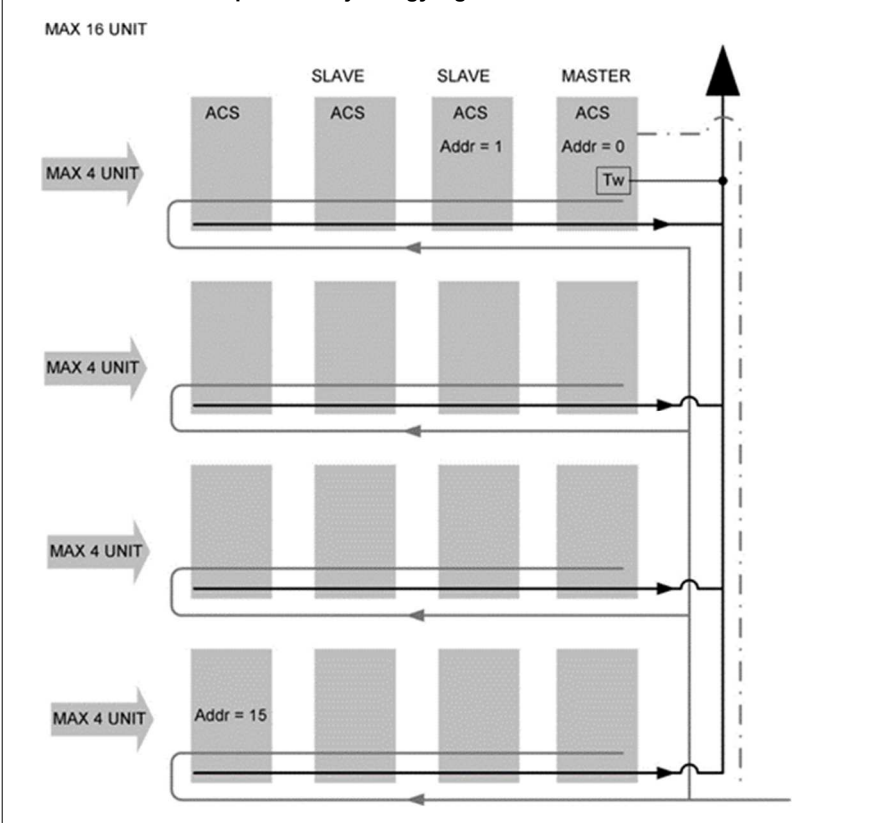 MAX 16 UNIT
SLAVE SLAVE MASTER
ACS ACS ACS ACS
Addr = 1 Addr = 0
MAX 4 UNIT
Tw
MAX 4 UNIT
MAX 4 UNIT
Addr = 15
MAX 4 UNIT